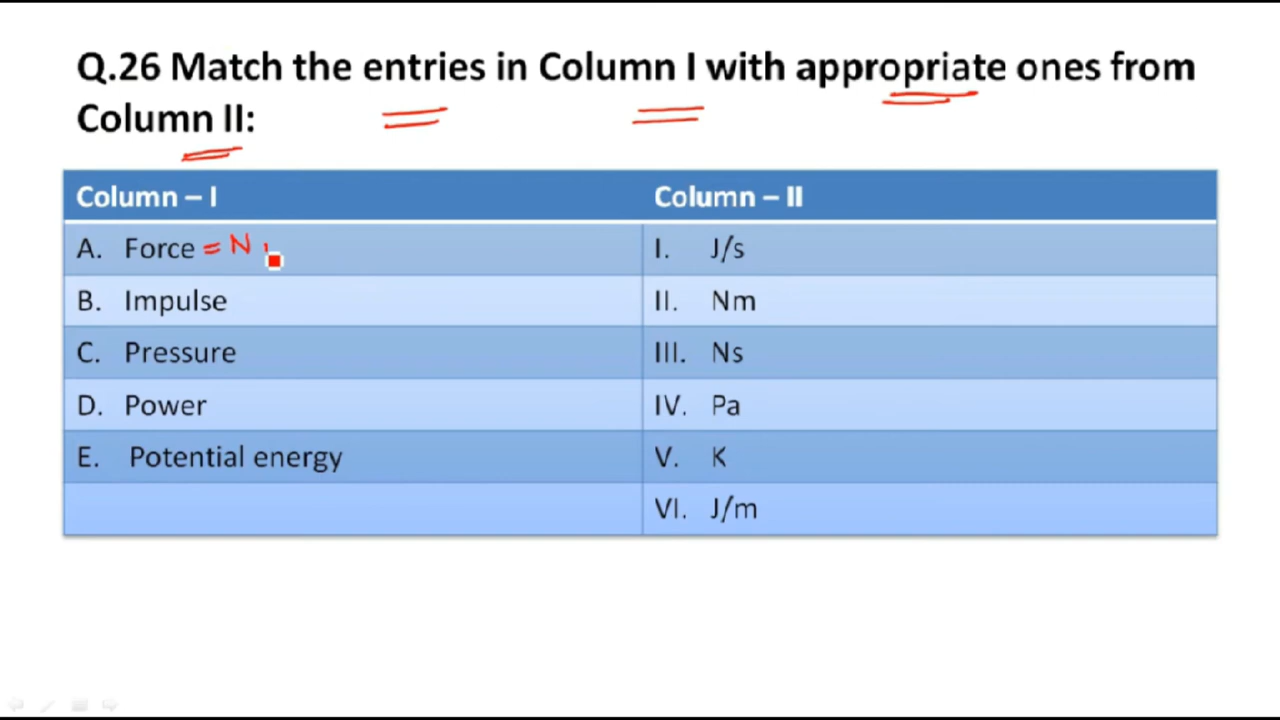 Q.26 Match the entries in Column I with appropriate ones from
Column II:
Column – I Column – II
A. Force = N I. J/s
B. Impulse II. Nm
C. Pressure III. Ns
D. Power IV. Pa
E. Potential energy V. K
VI. J/m